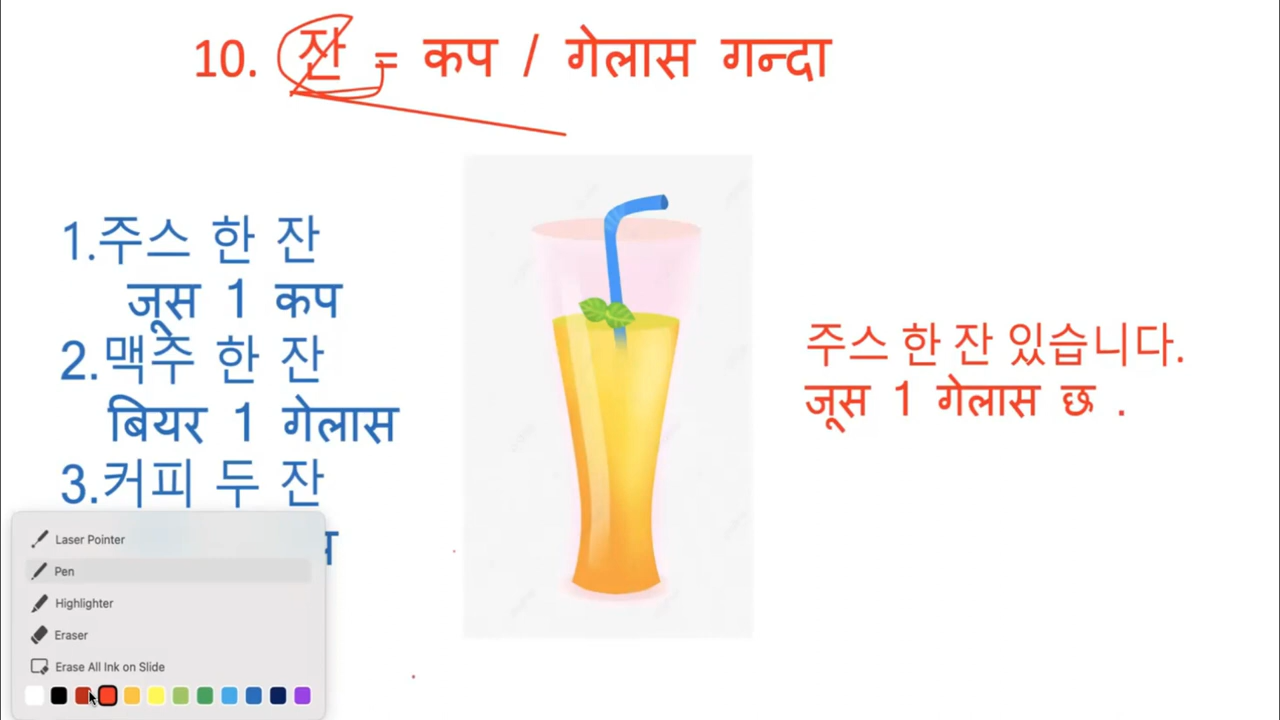 10. 잔 = कप / गेलास गन्दा
1.주스 한 잔
जूस 1 कप
2.맥주 한 잔
बियर 1 गेलास
3.커피 두 잔
주스 한 잔 있습니다.
जूस 1 गेलास छ .
Laser Pointer
Pen
Highlighter
Eraser
Erase All Ink on Slide